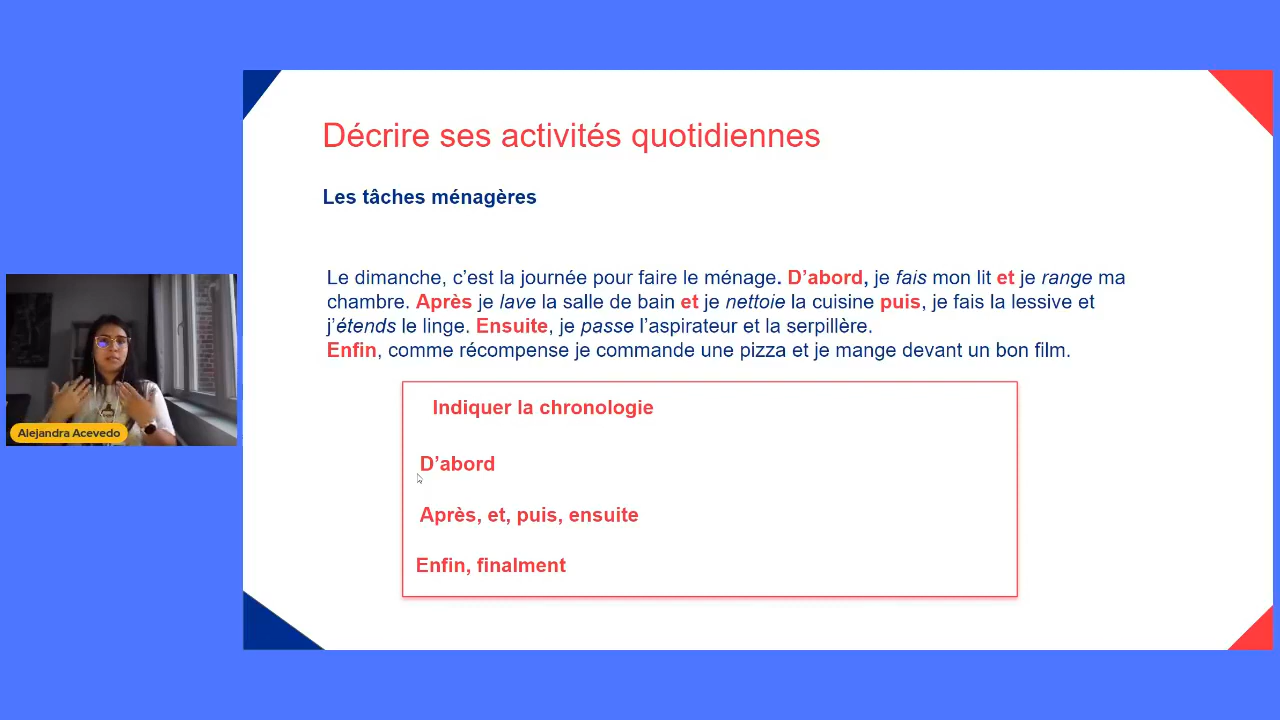 Décrire ses activités quotidiennes
Les tâches ménagères
Le dimanche, c’est la journée pour faire le ménage. D’abord, je fais mon lit et je range ma
chambre. Après je lave la salle de bain et je nettoie la cuisine puis, je fais la lessive et
j’étends le linge. Ensuite, je passe l’aspirateur et la serpillère.
Enfin, comme récompense je commande une pizza et je mange devant un bon film.
Indiquer la chronologie
D’abord
Après, et, puis, ensuite
Enfin, finalment
Alejandra Acevedo